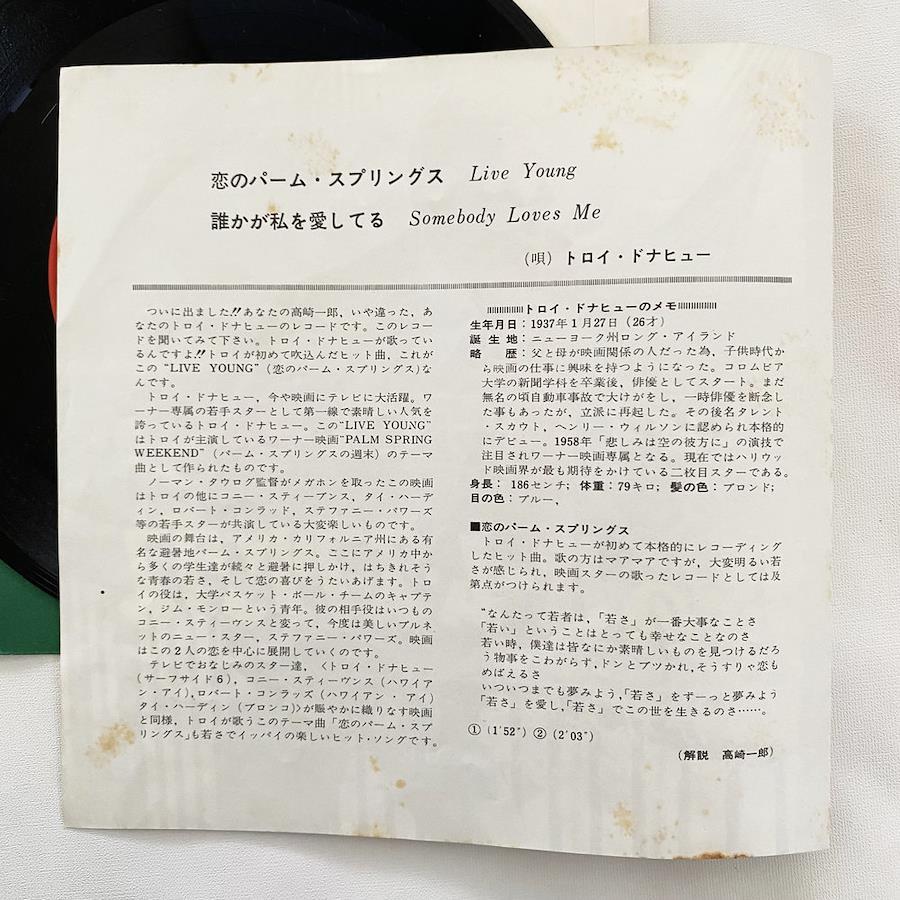 恋のパーム・スプリングス Live Young
誰かが私を愛してる Somebody Loves Me
(唄) トロイ・ドナヒュー
ついに出ました!!あなたの高崎一郎、いや違った，あ
なたのトロイ・ドナヒューのレコードです。このレコー
ドを聞いてみて下さい。トロイ・ドナヒューが歌ってい
るんですよ!!トロイが初めて吹込んだヒット曲，これが
この “LIVE YOUNG” (恋のパーム・スプリングス)な
んです。
トロイ・ドナヒュー，今や映画にテレビに大活躍。ワ
ーナー専属の若手スターとして第一線で素晴しい人気を
誇っているトロイ・ドナヒュー。この“LIVE YOUNG”
はトロイが主演しているワーナー映画“PALM SPRING
WEEKEND” (パーム・スプリングスの週末) のテーマ
曲として作られたものです。
ノーマン・タウログ監督がメガホンを取ったこの映画
はトロイの他にコニー・スティーブンス，タイ・ハーデ
ィン，ロバート・コンラッド，ステファニー・パワーズ
等の若手スターが共演している大変楽しいものです。
映画の舞台は，アメリカ・カリフォルニア州にある有
名な避暑地パーム・スプリングス。ここにアメリカ中か
ら多くの学生達が続々と避暑に押しかけ，はちきれそう
な青春の若さ，そして恋の喜びをうたいあげます。トロ
イの役は，大学バスケット・ボール・チームのキャプテ
ン，ジム・モンローという青年。彼の相手役はいつもの
コニー・スティーヴンスと変って，今度は美しいブルネ
ットのニュー・スター，ステファニー・パワーズ。映画
はこの２人の恋を中心に展開していくのです。
テレビでおなじみのスター達，〈トロイ・ドナヒュー
(サーフサイド６)，コニー・スティーヴンス (ハワイア
ン・アイ)，ロバート・コンラッズ (ハワイアン・アイ)
タイ・ハーディン (ブロンコ)〉が賑やかに織りなす映画
と同様，トロイが歌うこのテーマ曲「恋のパーム・スプ
リングス」も若さでイッパイの楽しいヒット・ソングです。
トロイ・ドナヒューのメモ
生年月日：1937年１月27日 (26才)
誕生地：ニューヨーク州ロング・アイランド
略歴：父と母が映画関係の人だった為，子供時代か
ら映画の仕事に興味を持つようになった。コロムビア
大学の新聞学科を卒業後，俳優としてスタート。まだ
無名の頃自動車事故で大けがをし，一時俳優を断念し
た事もあったが，立派に再起した。その後名タレント
・スカウト，ヘンリー・ウィルソンに認められ本格的
にデビュー。1958年「悲しみは空の彼方に」の演技で
注目されワーナー映画専属となる。現在ではハリウッ
ド映画界が最も期待をかけている二枚目スターである。
身長：186センチ；体重：79キロ；髪の色：ブロンド；
目の色：ブルー，
■恋のパーム・スプリングス
トロイ・ドナヒューが初めて本格的にレコーディング
したヒット曲。歌の方はマアマアですが，大変明るい若
さが感じられ，映画スターの歌ったレコードとしては及
第点がつけられます。
“なんたって若者は，「若さ」が一番大事なことさ
「若い」ということはとっても幸せなことなのさ
若い時，僕達は皆なにか素晴しいものを見つけるだろ
う物事をこわがらず，ドンとブツかれ，そうすりゃ恋も
めばえるさ
いついつまでも夢みよう，「若さ」をずーっと夢みよう
「若さ」を愛し，「若さ」でこの世を生きるのさ……。
① (1′52″) ② (2′03″)
(解説 高崎一郎)